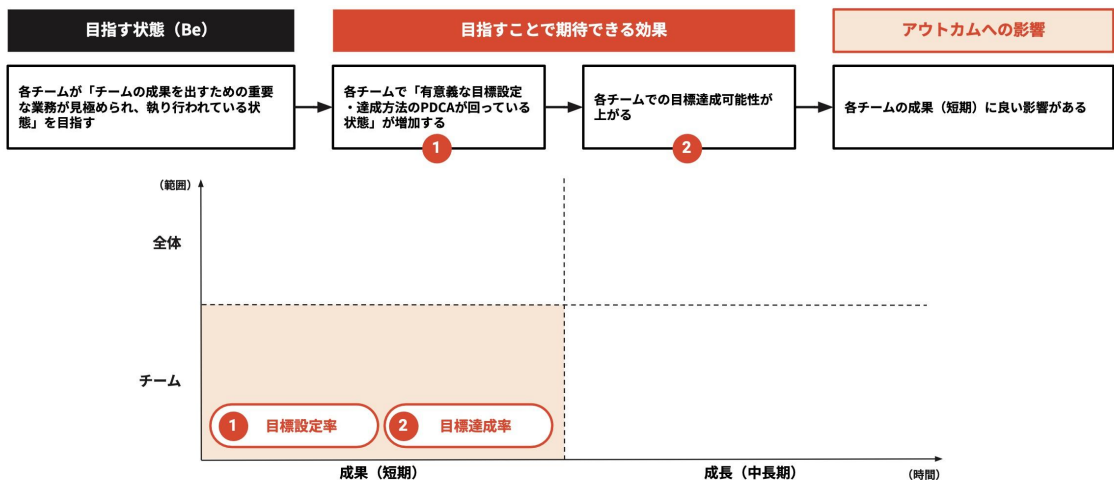 目指す状態（Be）
目指すことで期待できる効果
アウトカムへの影響
各チームが「チームの成果を出すための重要
な業務が見極められ、執り行われている状
態」を目指す
各チームで「有意義な目標設定
・達成方法のPDCAが回っている
状態」が増加する
1
各チームでの目標達成可能性が
上がる
2
各チームの成果（短期）に良い影響がある
（範囲）
全体
チーム
1 目標設定率
2 目標達成率
成果（短期）
成長（中長期）
（時間）